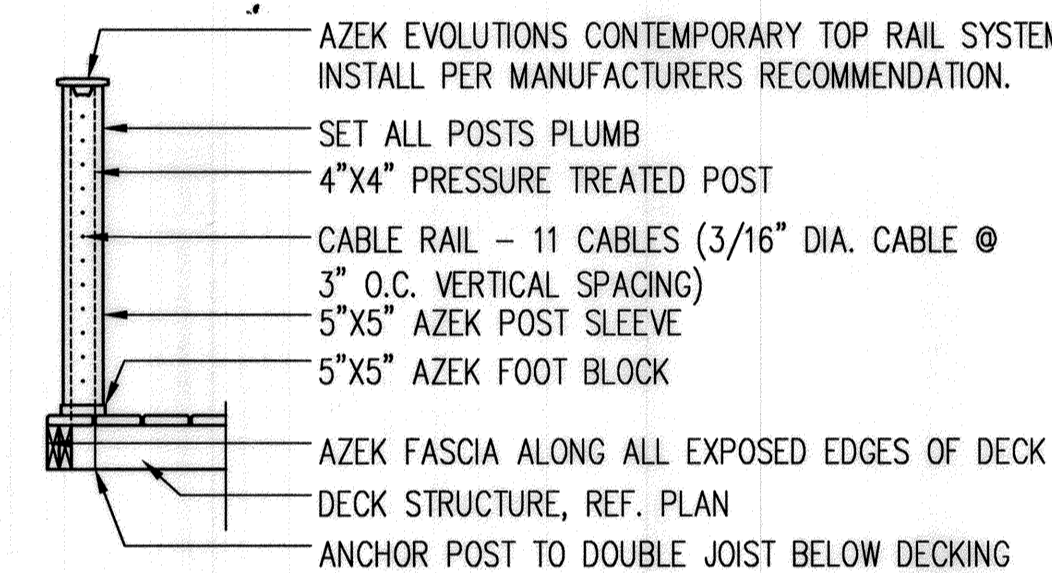 AZEK EVOLUTIONS CONTEMPORARY TOP RAIL SYSTEM
INSTALL PER MANUFACTURERS RECOMMENDATION.
SET ALL POSTS PLUMB
4"X4" PRESSURE TREATED POST
CABLE RAIL – 11 CABLES (3/16" DIA. CABLE @
3" O.C. VERTICAL SPACING)
5"X5" AZEK POST SLEEVE
5"X5" AZEK FOOT BLOCK
AZEK FASCIA ALONG ALL EXPOSED EDGES OF DECK
DECK STRUCTURE, REF. PLAN
ANCHOR POST TO DOUBLE JOIST BELOW DECKING